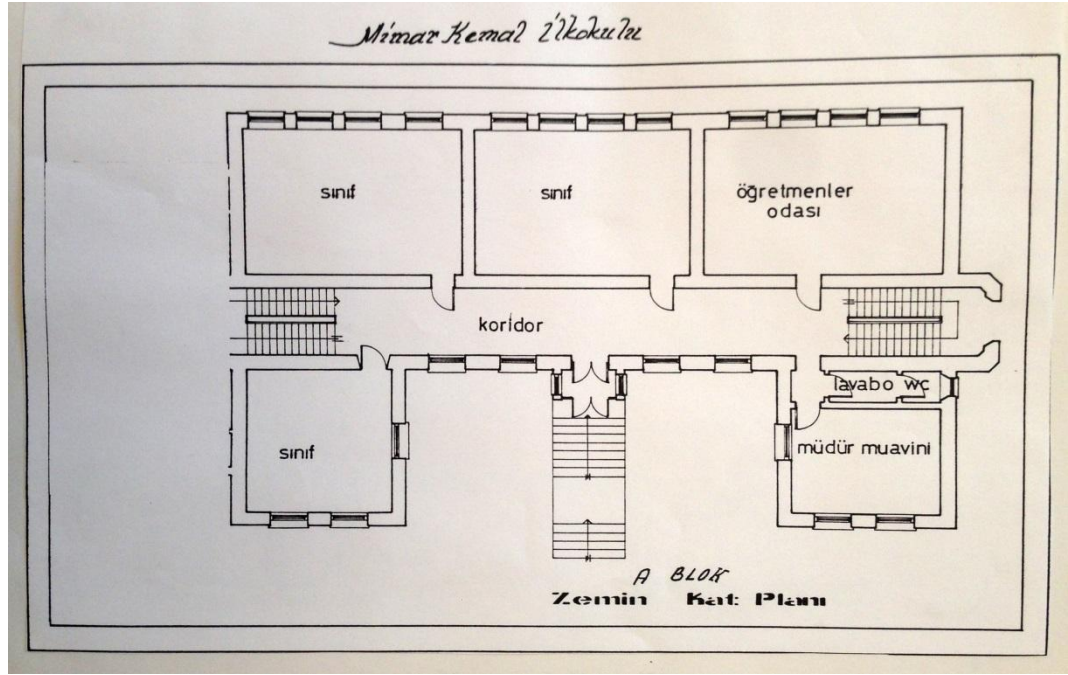 Mimar Kemal İlkokulu
sınıf
sınıf
öğretmenler
odası
koridor
lavabo wc
sınıf
müdür muavini
A BLOK
Zemin Kat Planı